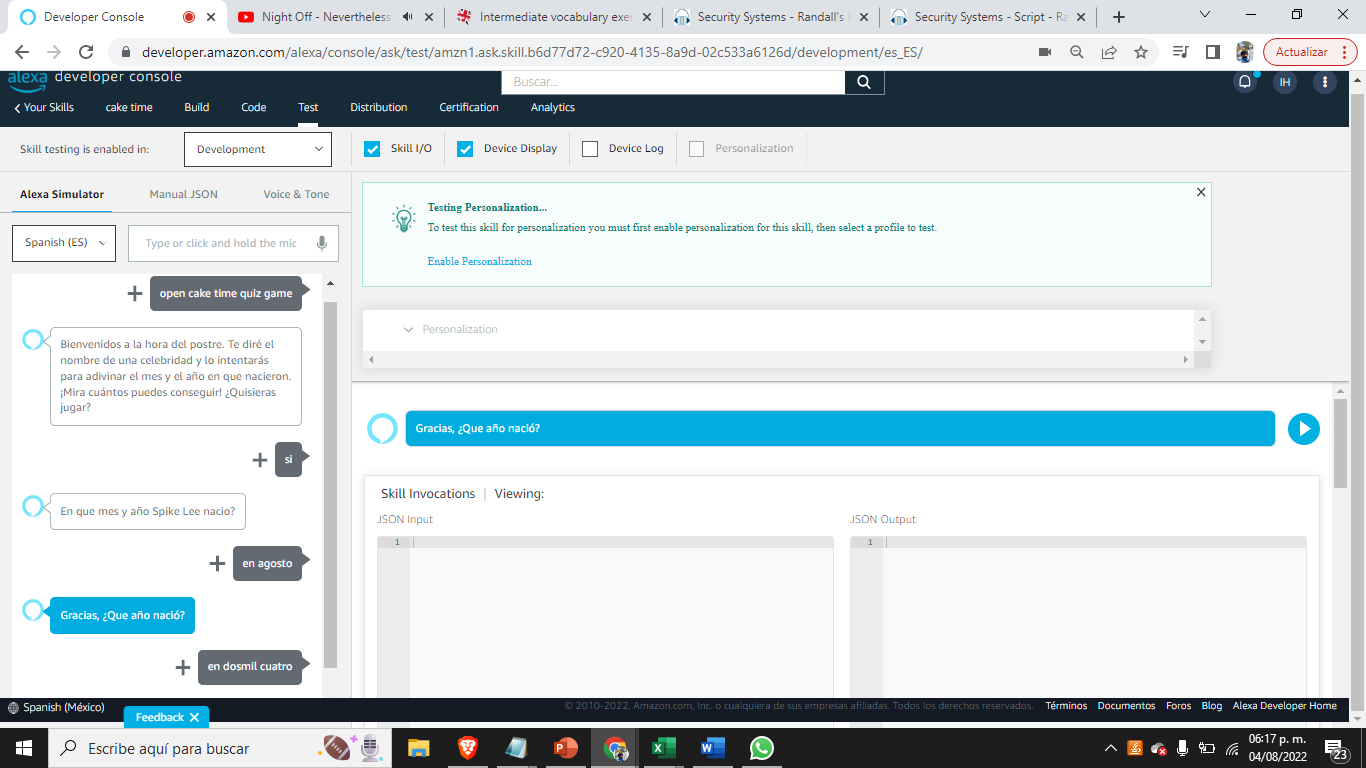 Developer Console
Night Off - Nevertheless
Intermediate vocabulary exer
Security Systems - Randall's E
Security Systems - Script - Ra
developer.amazon.com/alexa/console/ask/test/amzn1.ask.skill.b6d77d72-c920-4135-8a9d-02c533a6126d/development/es_ES/
Actualizar
alexa developer console
Buscar...
IH
Your Skills
cake time
Build
Code
Test
Distribution
Certification
Analytics
Skill testing is enabled in:
Development
Skill I/O
Device Display
Device Log
Personalization
Alexa Simulator
Manual JSON
Voice & Tone
Spanish (ES)
Type or click and hold the mic
open cake time quiz game
Bienvenidos a la hora del postre. Te diré el
nombre de una celebridad y lo intentarás
para adivinar el mes y el año en que nacieron.
¡Mira cuántos puedes conseguir! ¿Quisieras
jugar?
si
En que mes y año Spike Lee nacio?
en agosto
Gracias, ¿Que año nació?
en dosmil cuatro
Testing Personalization...
To test this skill for personalization you must first enable personalization for this skill, then select a profile to test.
Enable Personalization
Personalization
Gracias, ¿Que año nació?
Skill Invocations | Viewing:
JSON Input
JSON Output
1
1
Spanish (México)
Feedback
© 2010-2022, Amazon.com, Inc. o cualquiera de sus empresas afiliadas. Todos los derechos reservados.
Términos
Documentos
Foros
Blog
Alexa Developer Home
Escribe aquí para buscar
06:17 p. m.
04/08/2022
23